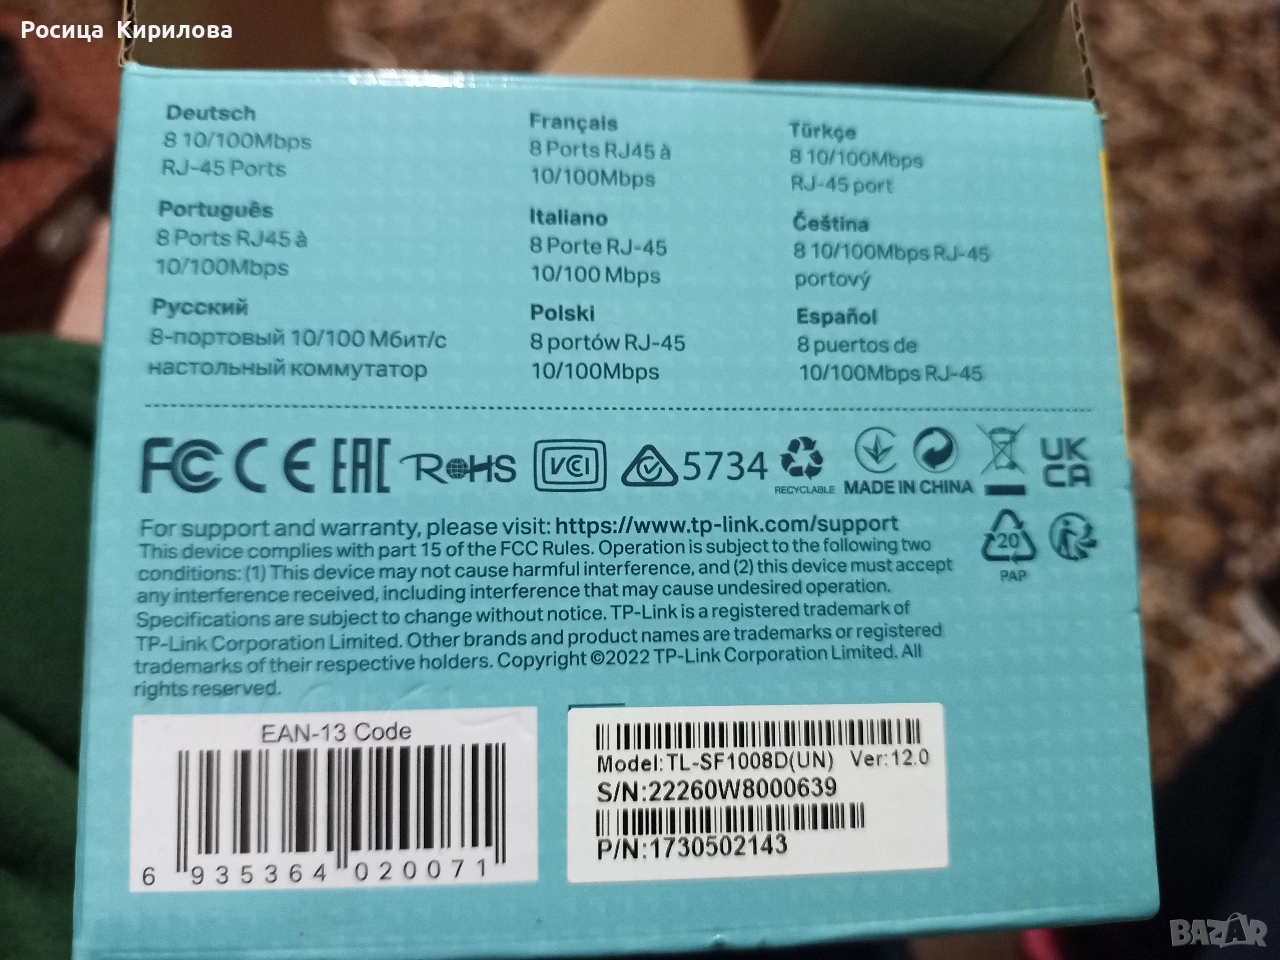 Росица Кирилова
Deutsch
8 10/100Mbps
RJ-45 Ports
Français
8 Ports RJ45 à
10/100Mbps
Türkçe
8 10/100Mbps
RJ-45 port
Português
8 Ports RJ45 à
10/100Mbps
Italiano
8 Porte RJ-45
10/100 Mbps
Čeština
8 10/100Mbps RJ-45
portový
Русский
8-портовый 10/100 Мбит/с
настольный коммутатор
Polski
8 portów RJ-45
10/100Mbps
Español
8 puertos de
10/100Mbps RJ-45
FC CE EAC RoHS VCCI 5734
RECYCLABLE
MADE IN CHINA
UK
CA
For support and warranty, please visit: https://www.tp-link.com/support
This device complies with part 15 of the FCC Rules. Operation is subject to the following two
conditions: (1) This device may not cause harmful interference, and (2) this device must accept
any interference received, including interference that may cause undesired operation.
Specifications are subject to change without notice. TP-Link is a registered trademark of
TP-Link Corporation Limited. Other brands and product names are trademarks or registered
trademarks of their respective holders. Copyright ©2022 TP-Link Corporation Limited. All
rights reserved.
20
PAP
EAN-13 Code
6 935364 020071
Model:TL-SF1008D(UN) Ver:12.0
S/N:22260W8000639
P/N:1730502143
BAZAR